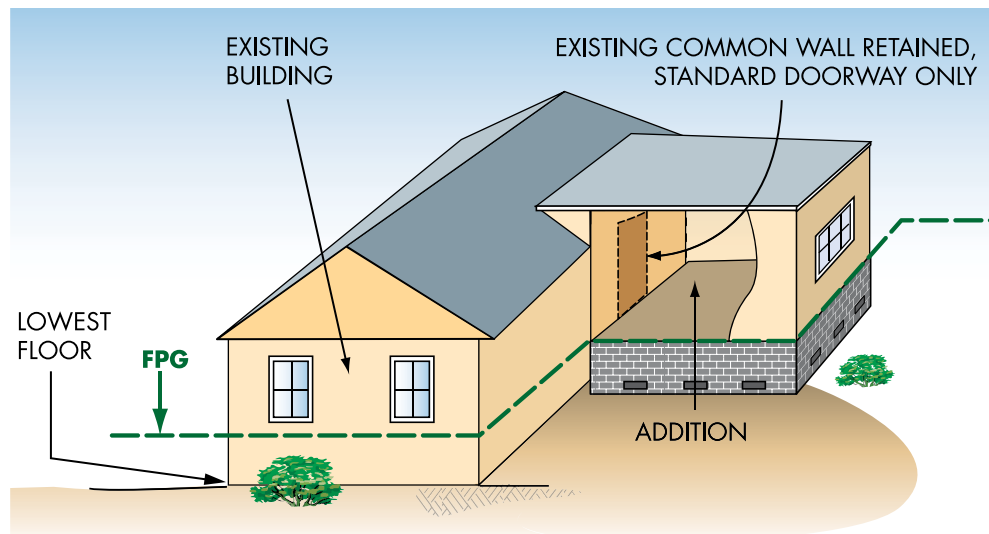 EXISTING
BUILDING
EXISTING COMMON WALL RETAINED,
STANDARD DOORWAY ONLY
LOWEST
FLOOR
FPG
ADDITION